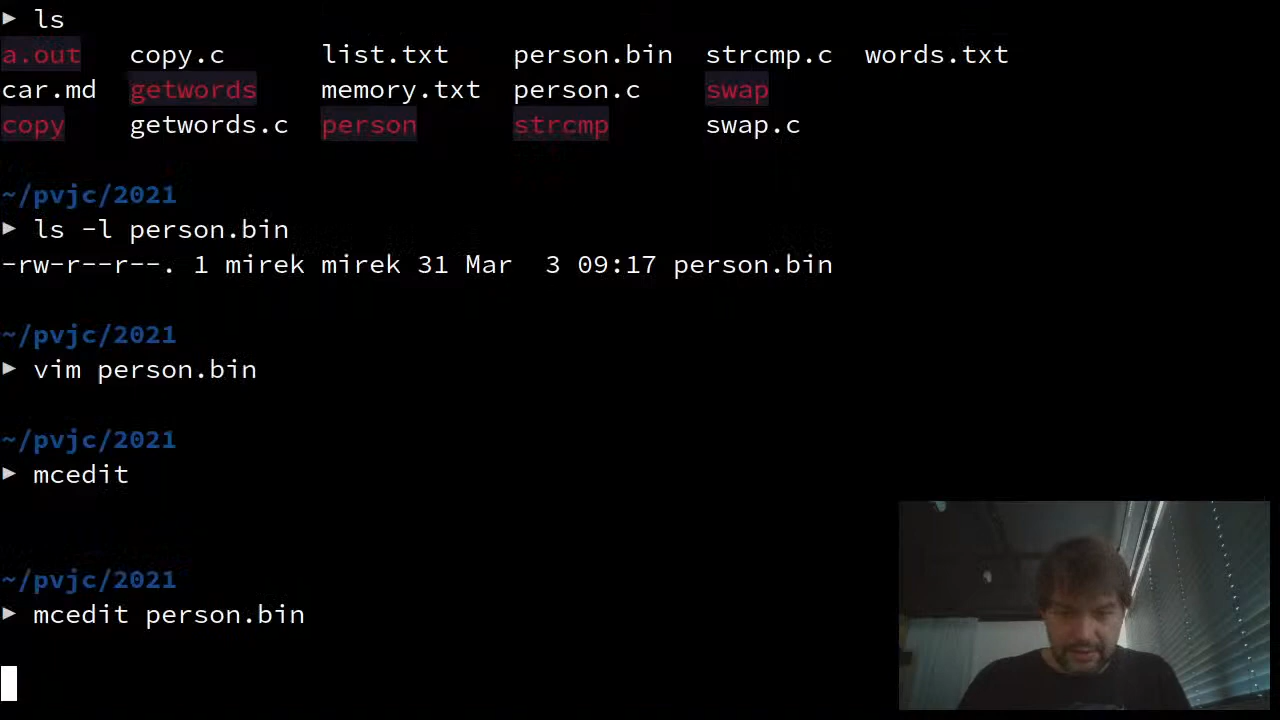 ▶ ls
a.out copy.c list.txt person.bin strcmp.c words.txt
car.md getwords memory.txt person.c swap
copy getwords.c person strcmp swap.c
~/pvjc/2021
▶ ls -l person.bin
-rw-r--r--. 1 mirek mirek 31 Mar  3 09:17 person.bin
~/pvjc/2021
▶ vim person.bin
~/pvjc/2021
▶ mcedit
~/pvjc/2021
▶ mcedit person.bin